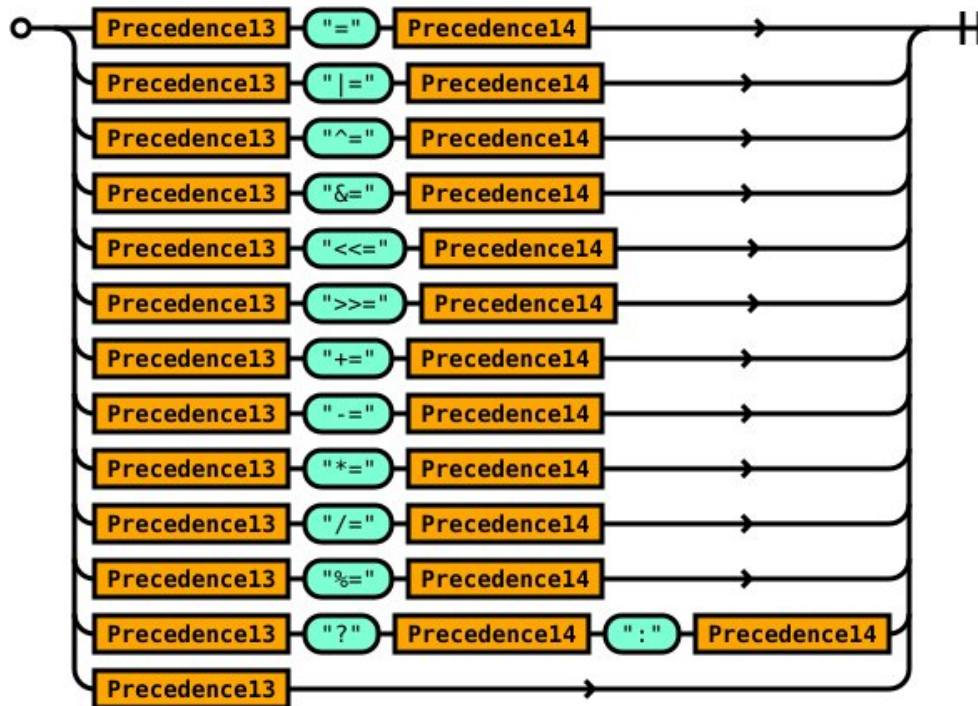 Precedence13 "=" Precedence14
Precedence13 "|=" Precedence14
Precedence13 "^=" Precedence14
Precedence13 "&=" Precedence14
Precedence13 "<<=" Precedence14
Precedence13 ">>=" Precedence14
Precedence13 "+=" Precedence14
Precedence13 "-=" Precedence14
Precedence13 "*=" Precedence14
Precedence13 "/=" Precedence14
Precedence13 "%=" Precedence14
Precedence13 "?" Precedence14 ":" Precedence14
Precedence13